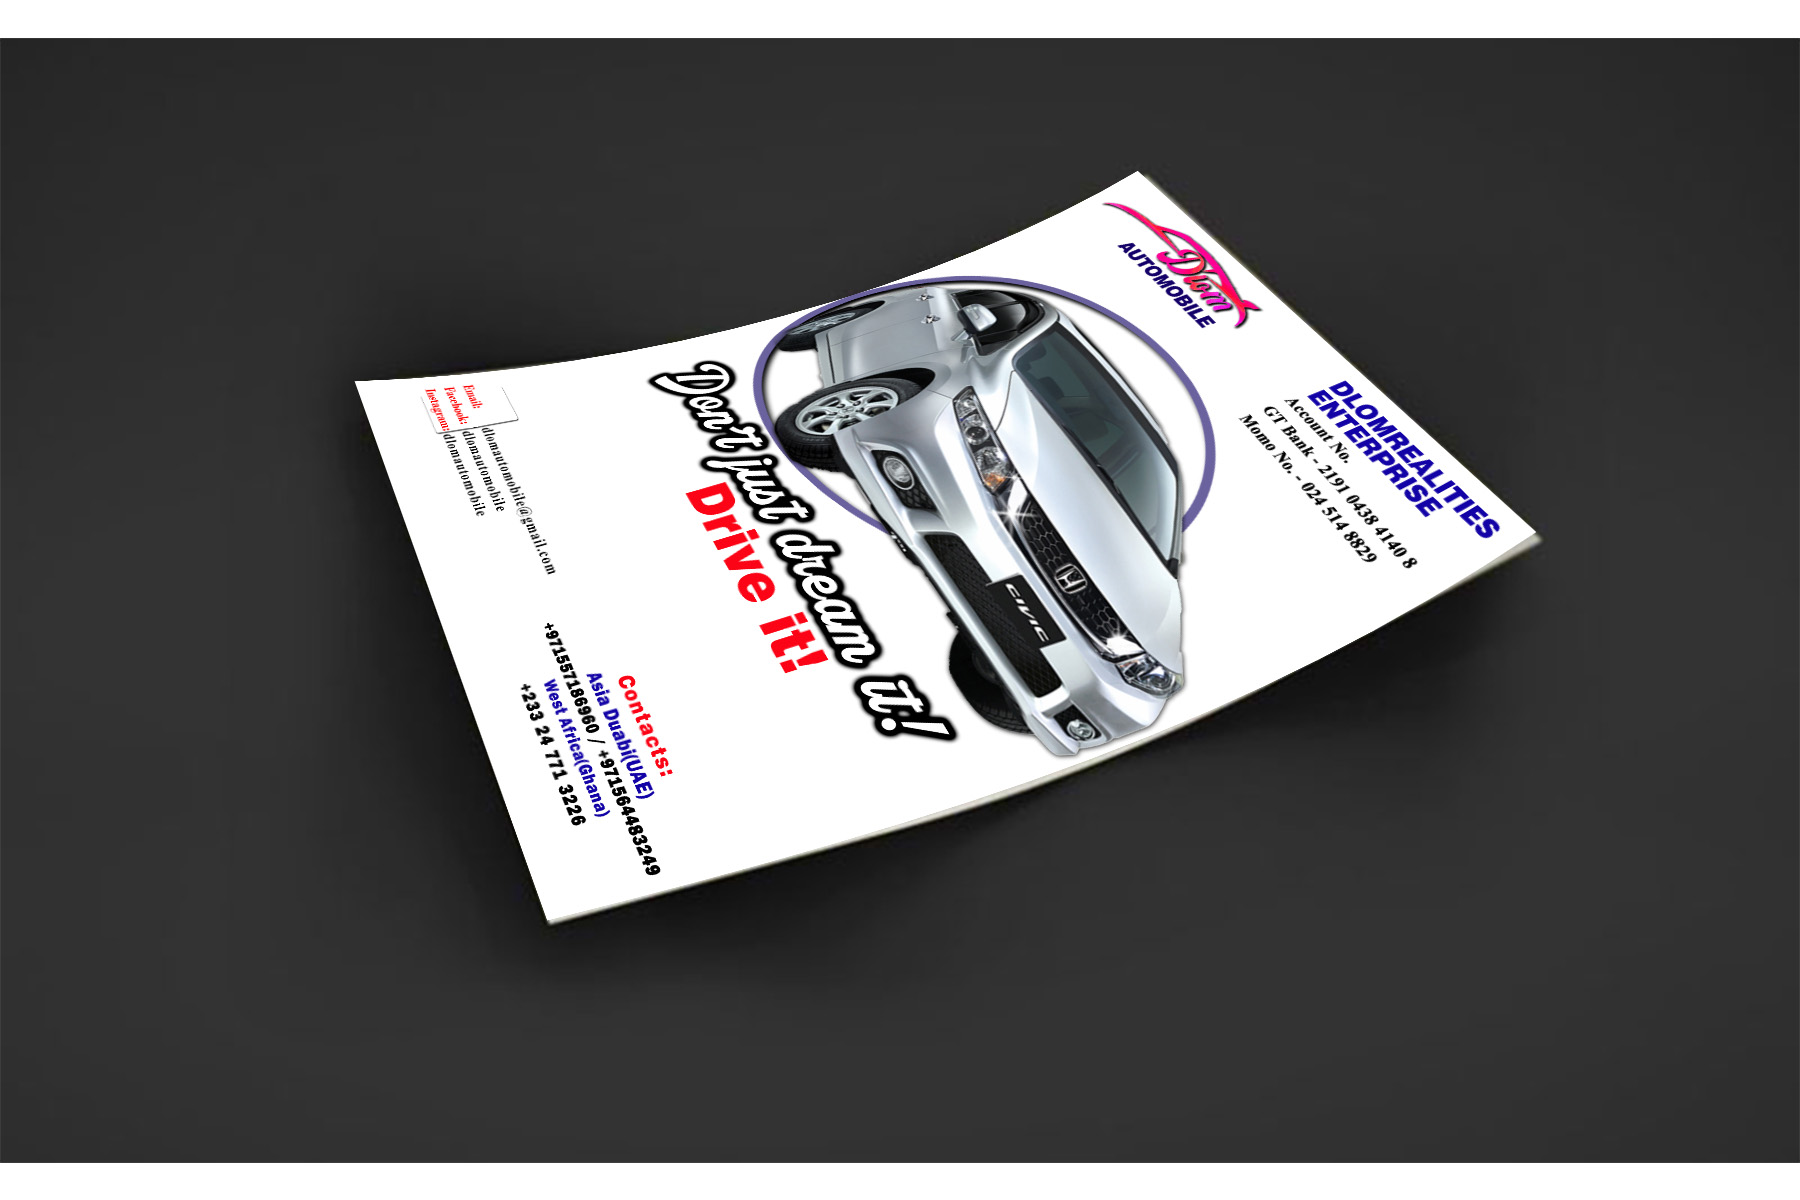 Dlom
AUTOMOBILE
DLOMREALITIES
ENTERPRISE
Account No.
GT Bank - 2191 0438 4140 8
Momo No. - 024 514 8829
CIVIC
Don't just dream it!
Drive it!
Contacts:
Asia Duabi(UAE)
+971557186960 / +971564483249
West Africa(Ghana)
+233 24 771 3226
Email: dlomautomobile@gmail.com
Facebook: dlomautomobile
Instagram: dlomautomobile